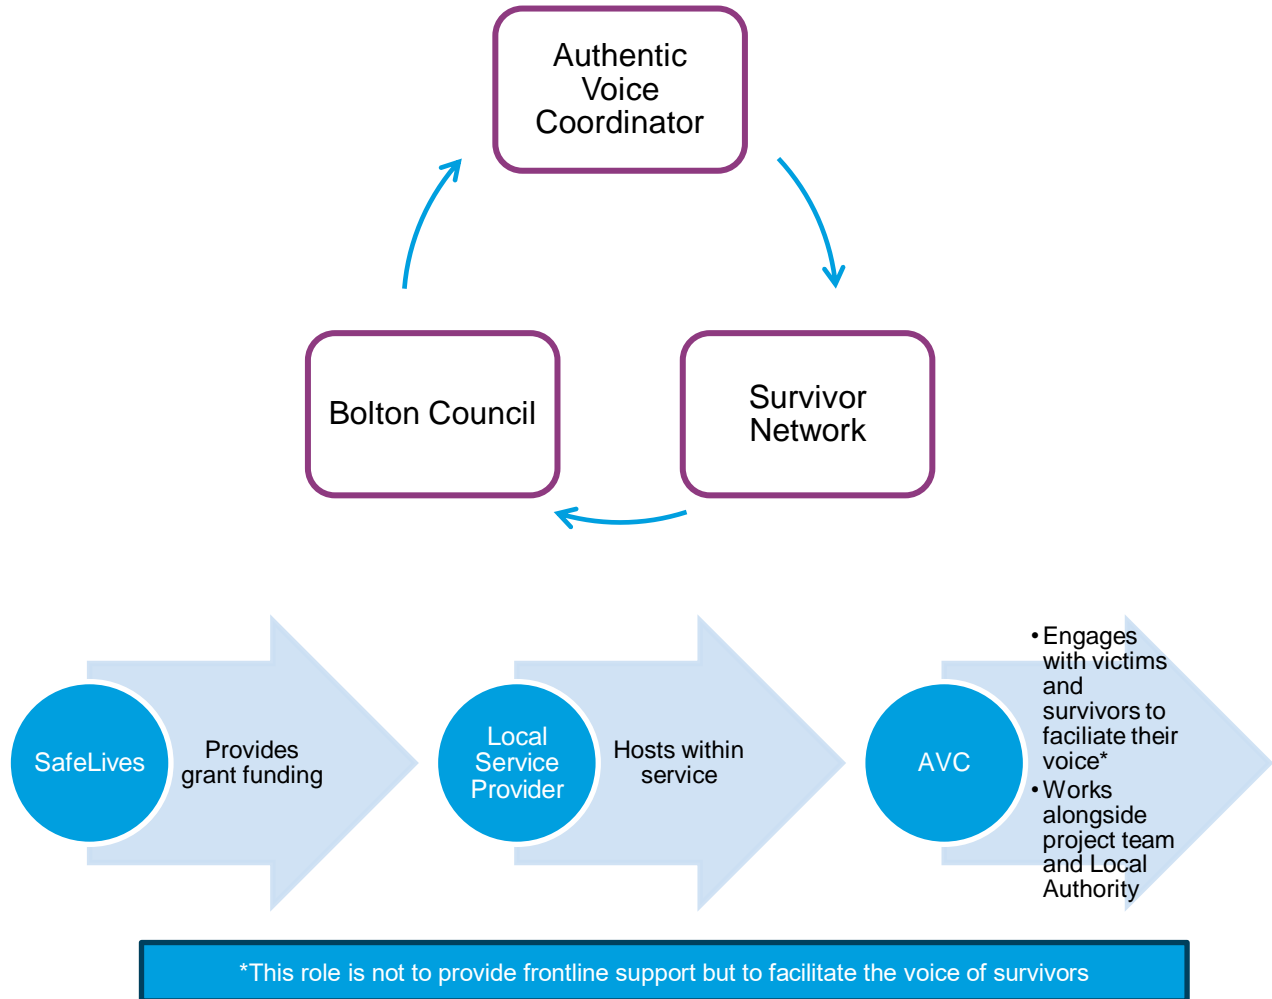 Authentic
Voice
Coordinator
Bolton Council
Survivor
Network
SafeLives
Provides
grant funding
Local
Service
Provider
Hosts within
service
AVC
•Engages
with victims
and
survivors to
faciliate their
voice*
•Works
alongside
project team
and Local
Authority
*This role is not to provide frontline support but to facilitate the voice of survivors